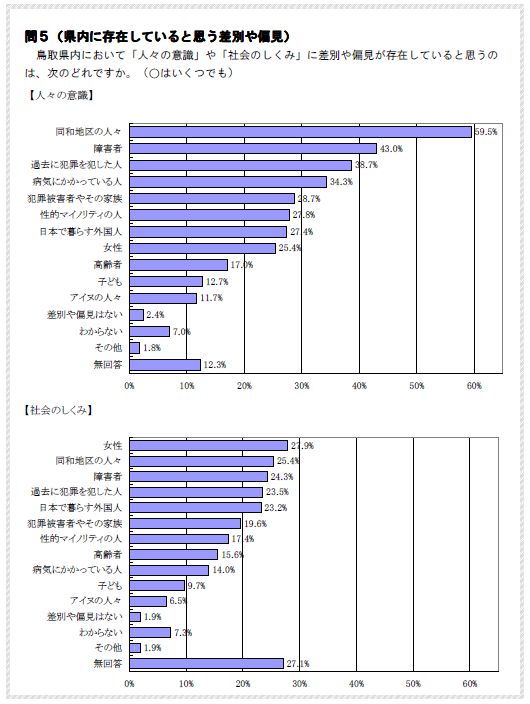 問５（県内に存在していると思う差別や偏見）
鳥取県内において「人々の意識」や「社会のしくみ」に差別や偏見が存在していると思うの
は、次のどれですか。（○はいくつでも）
【人々の意識】
同和地区の人々 59.5%
障害者 43.0%
過去に犯罪を犯した人 38.7%
病気にかかっている人 34.3%
犯罪被害者やその家族 28.7%
性的マイノリティの人 27.8%
日本で暮らす外国人 27.4%
女性 25.4%
高齢者 17.0%
子ども 12.7%
アイヌの人々 11.7%
差別や偏見はない 2.4%
わからない 7.0%
その他 1.8%
無回答 12.3%
0% 10% 20% 30% 40% 50% 60%
【社会のしくみ】
女性 27.9%
同和地区の人々 25.4%
障害者 24.3%
過去に犯罪を犯した人 23.5%
日本で暮らす外国人 23.2%
犯罪被害者やその家族 19.6%
性的マイノリティの人 17.4%
高齢者 15.6%
病気にかかっている人 14.0%
子ども 9.7%
アイヌの人々 6.5%
差別や偏見はない 1.9%
わからない 7.3%
その他 1.9%
無回答 27.1%
0% 10% 20% 30% 40% 50% 60%